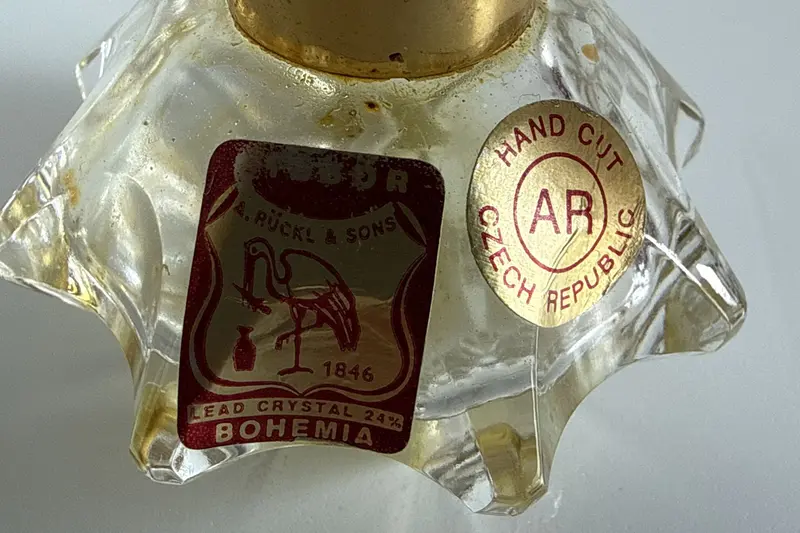 A. RÜCKL & SONS
1846
LEAD CRYSTAL 24%
BOHEMIA
HAND CUT
AR
CZECH REPUBLIC